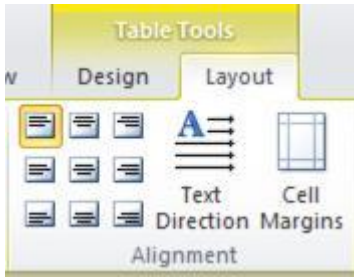 Table Tools
w Design Layout
Text Direction
Cell Margins
Alignment